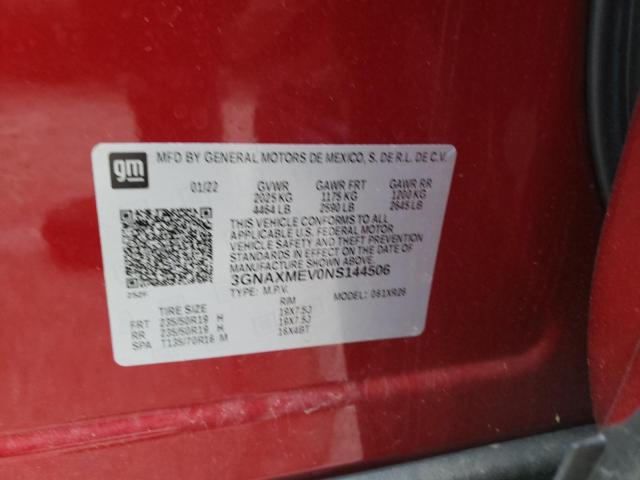 gm
MFD BY GENERAL MOTORS DE MEXICO, S. DE R.L. DE C.V.
01/22 GVWR GAWR FRT GAWR RR
2025 KG 1175 KG 1200 KG
4464 LB 2590 LB 2645 LB
THIS VEHICLE CONFORMS TO ALL
APPLICABLE U.S. FEDERAL MOTOR
VEHICLE SAFETY AND THEFT PREVENTION
STANDARDS IN EFFECT ON THE DATE OF
MANUFACTURE SHOWN ABOVE.
3GNAXMEV0NS144506
TYPE: M.P.V. MODEL: 081XR26
TIRE SIZE RIM
FRT 235/50R19 H 19X7.5J
RR 235/50R19 H 19X7.5J
SPA T135/70R16 M 16X4BT